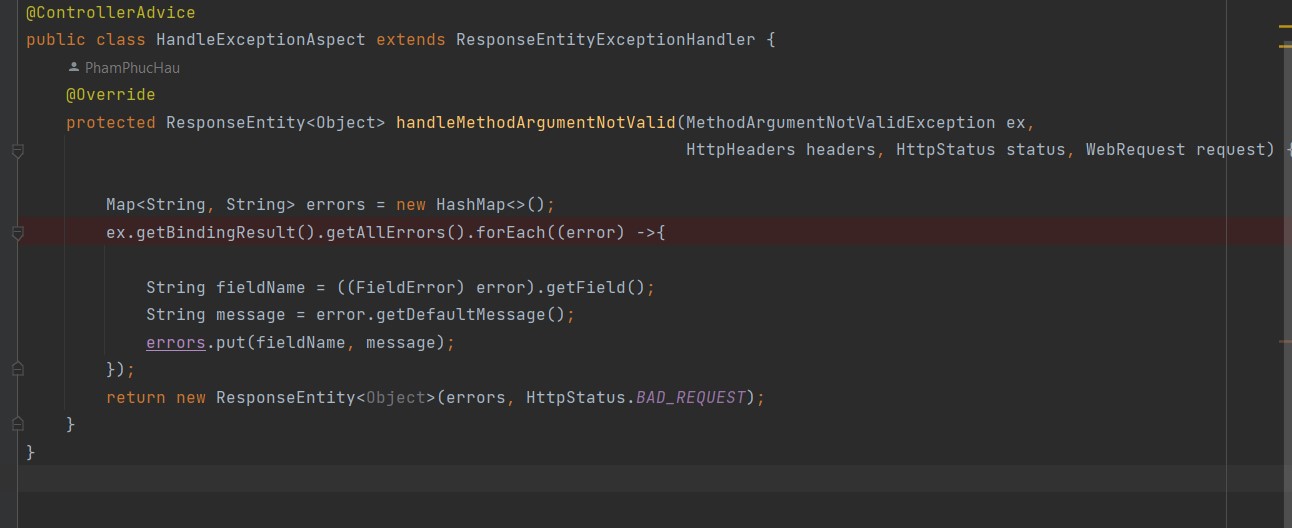 @ControllerAdvice
public class HandleExceptionAspect extends ResponseEntityExceptionHandler {
PhamPhucHau
@Override
protected ResponseEntity<Object> handleMethodArgumentNotValid(MethodArgumentNotValidException ex,
HttpHeaders headers, HttpStatus status, WebRequest request) {
Map<String, String> errors = new HashMap<>();
ex.getBindingResult().getAllErrors().forEach((error) ->{
String fieldName = ((FieldError) error).getField();
String message = error.getDefaultMessage();
errors.put(fieldName, message);
});
return new ResponseEntity<Object>(errors, HttpStatus.BAD_REQUEST);
}
}